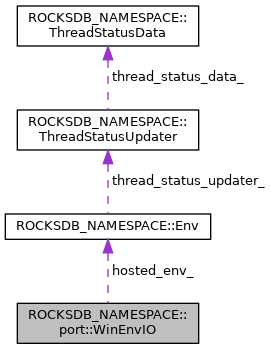 ROCKSDB_NAMESPACE::
ThreadStatusData
thread_status_data_
ROCKSDB_NAMESPACE::
ThreadStatusUpdater
thread_status_updater_
ROCKSDB_NAMESPACE::Env
hosted_env_
ROCKSDB_NAMESPACE::
port::WinEnvIO